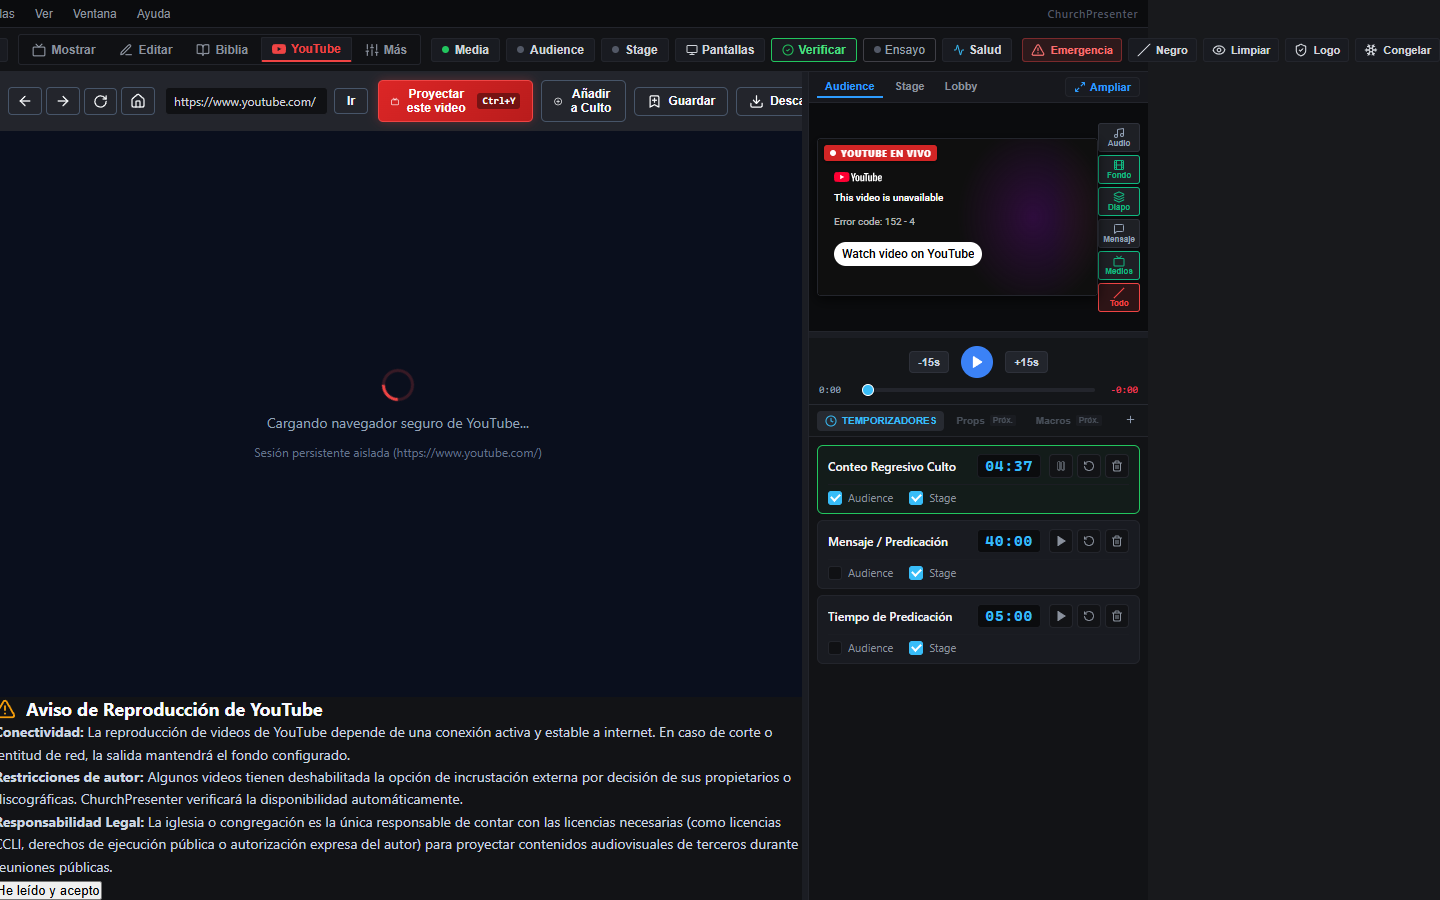 das Ver Ventana Ayuda ChurchPresenter
Mostrar Editar Biblia YouTube Más Media Audience Stage Pantallas Verificar Ensayo Salud Emergencia Negro Limpiar Logo Congelar
https://www.youtube.com/ Ir Proyectar este video Ctrl+Y Añadir a Culto Guardar Desca
Audience Stage Lobby Ampliar
YOUTUBE EN VIVO
YouTube
This video is unavailable
Error code: 152 - 4
Watch video on YouTube
Audio
Fondo
Diapo
Mensaje
Medios
Todo
-15s +15s
0:00 -0:00
TEMPORIZADORES Props Próx. Macros Próx. +
Conteo Regresivo Culto 04:37
Audience Stage
Mensaje / Predicación 40:00
Audience Stage
Tiempo de Predicación 05:00
Audience Stage
Cargando navegador seguro de YouTube...
Sesión persistente aislada (https://www.youtube.com/)
Aviso de Reproducción de YouTube
Conectividad: La reproducción de videos de YouTube depende de una conexión activa y estable a internet. En caso de corte o
lentitud de red, la salida mantendrá el fondo configurado.
Restricciones de autor: Algunos videos tienen deshabilitada la opción de incrustación externa por decisión de sus propietarios o
discográficas. ChurchPresenter verificará la disponibilidad automáticamente.
Responsabilidad Legal: La iglesia o congregación es la única responsable de contar con las licencias necesarias (como licencias
CCLI, derechos de ejecución pública o autorización expresa del autor) para proyectar contenidos audiovisuales de terceros durante
reuniones públicas.
He leído y acepto